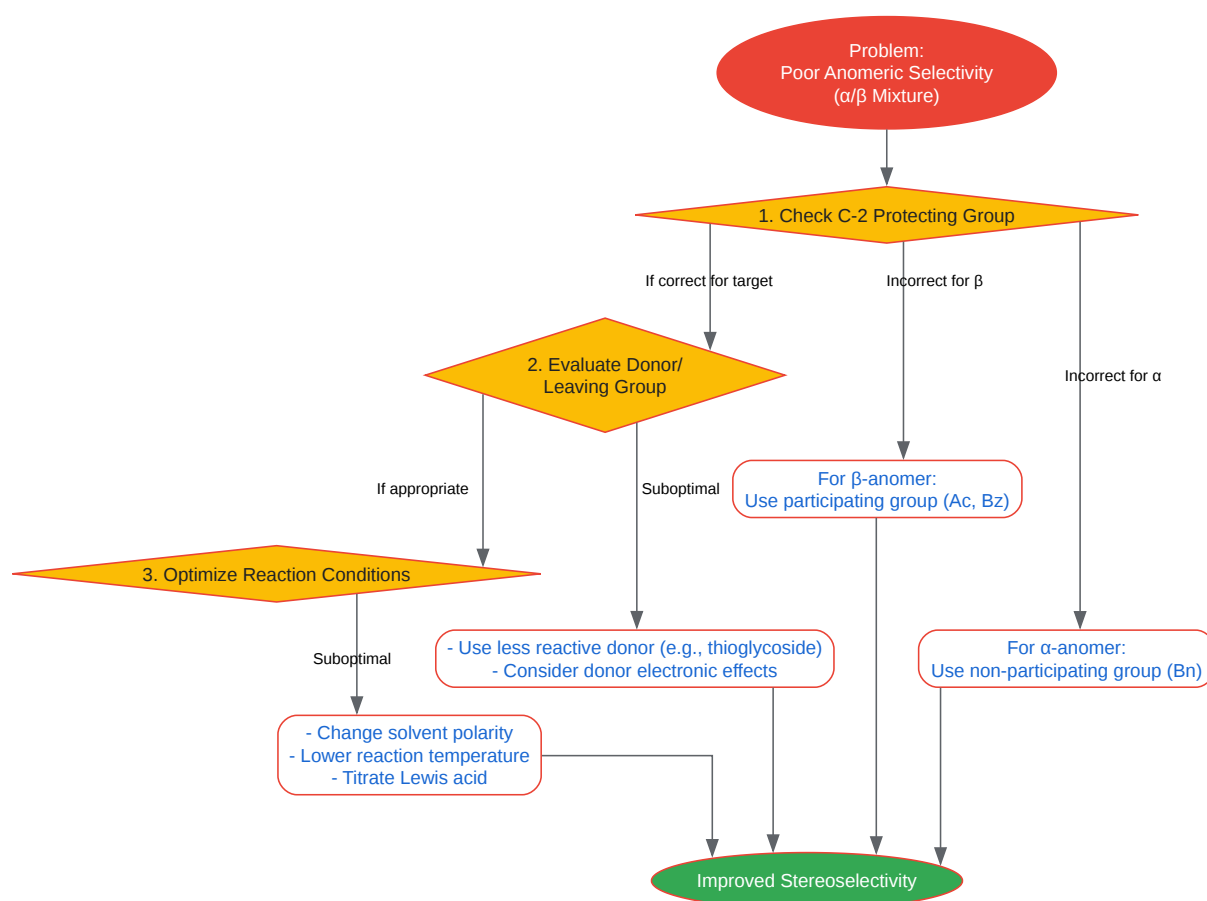 Problem:
Poor Anomeric Selectivity
(α/β Mixture)
1. Check C-2 Protecting Group
If correct for target
Incorrect for β
Incorrect for α
2. Evaluate Donor/
Leaving Group
If appropriate
Suboptimal
For β-anomer:
Use participating group (Ac, Bz)
3. Optimize Reaction Conditions
Suboptimal
- Use less reactive donor (e.g., thioglycoside)
- Consider donor electronic effects
For α-anomer:
Use non-participating group (Bn)
- Change solvent polarity
- Lower reaction temperature
- Titrate Lewis acid
Improved Stereoselectivity